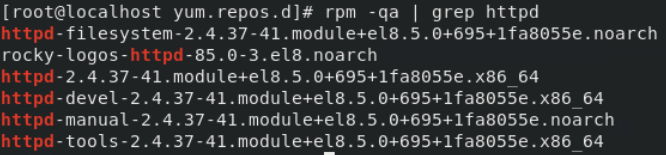 [root@localhost yum.repos.d]# rpm -qa | grep httpd
httpd-filesystem-2.4.37-41.module+el8.5.0+695+1fa8055e.noarch
rocky-logos-httpd-85.0-3.el8.noarch
httpd-2.4.37-41.module+el8.5.0+695+1fa8055e.x86_64
httpd-devel-2.4.37-41.module+el8.5.0+695+1fa8055e.x86_64
httpd-manual-2.4.37-41.module+el8.5.0+695+1fa8055e.noarch
httpd-tools-2.4.37-41.module+el8.5.0+695+1fa8055e.x86_64